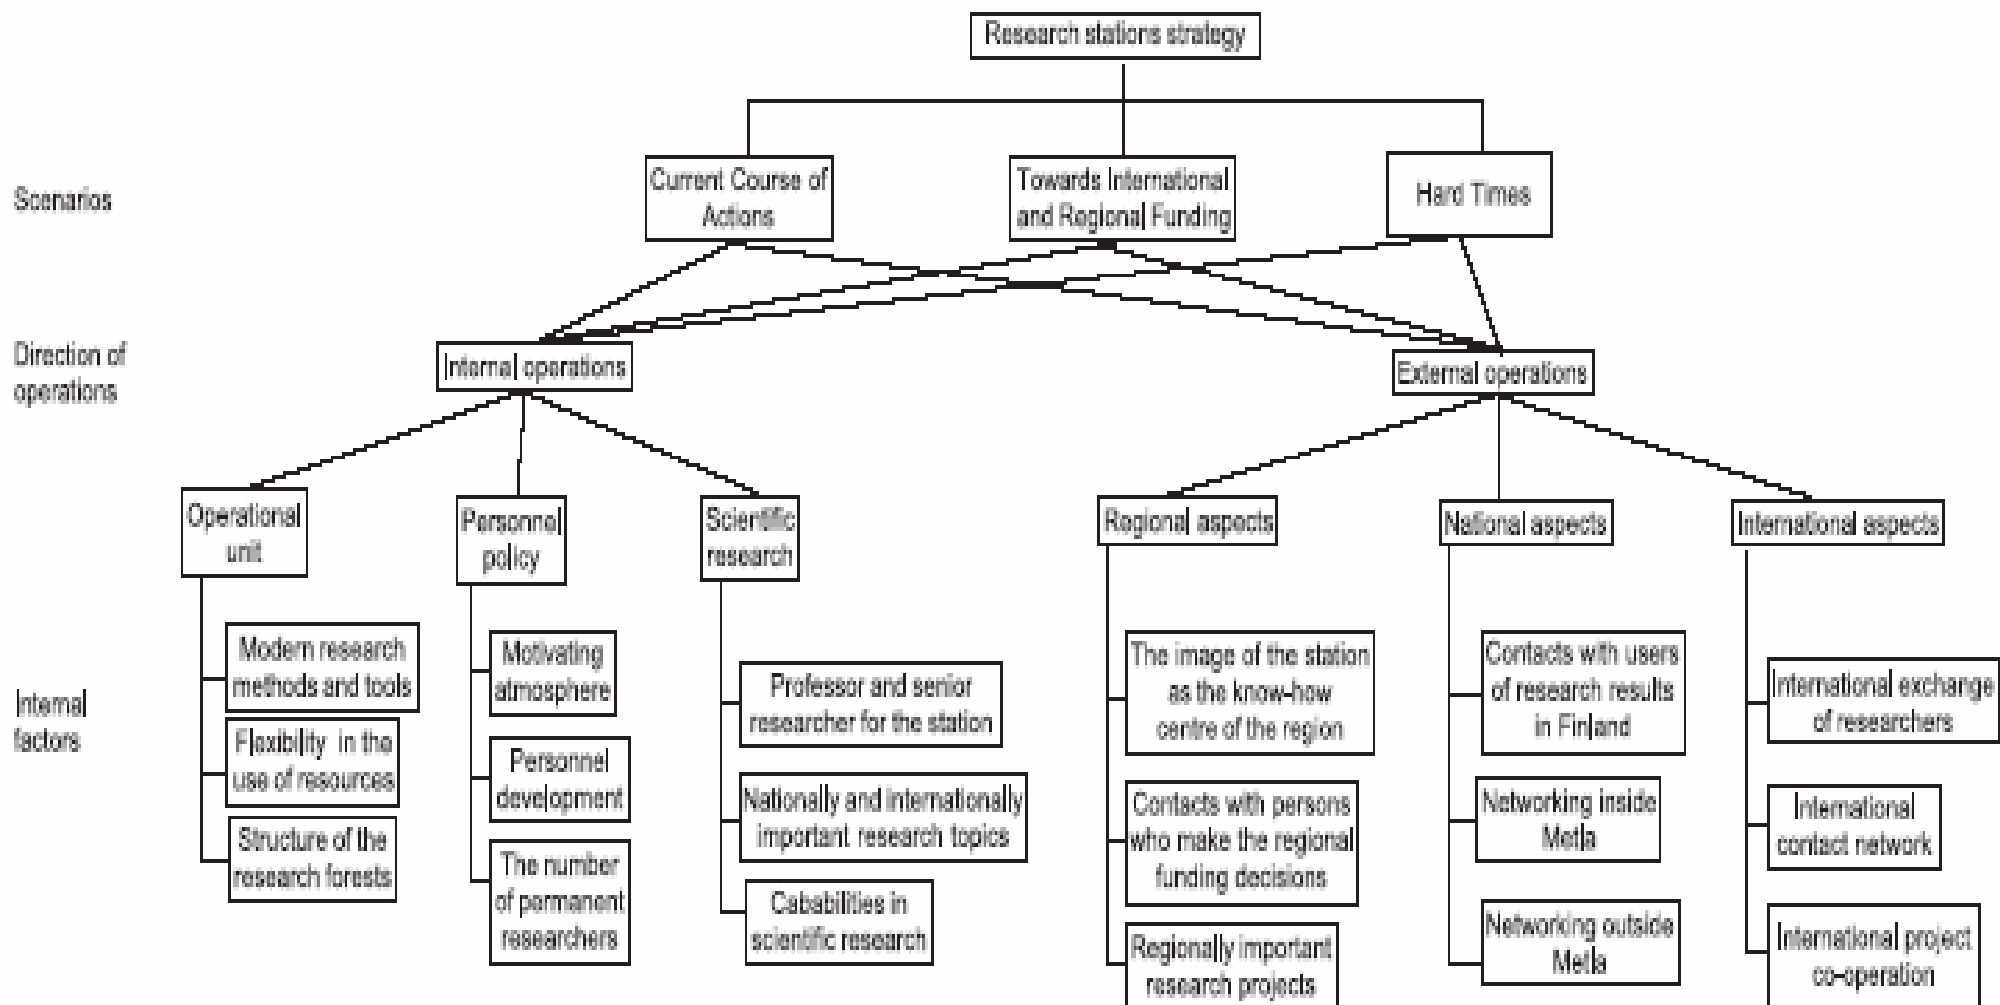 Research stations strategy
Scenarios
Current Course of
Actions
Towards International
and Regional Funding
Hard Times
Direction of
operations
Internal operations
External operations
Operational
unit
Personnel
policy
Scientific
research
Regional aspects
National aspects
International aspects
Internal
factors
Modern research
methods and tools
Flexibility in the
use of resources
Structure of the
research forests
Motivating
atmosphere
Personnel
development
The number
of permanent
researchers
Professor and senior
researcher for the station
Nationally and internationally
important research topics
Cababilities in
scientific research
The image of the station
as the know-how
centre of the region
Contacts with persons
who make the regional
funding decisions
Regionally important
research projects
Contacts with users
of research results
in Finland
Networking inside
Metla
Networking outside
Metla
International exchange
of researchers
International
contact network
International project
co-operation